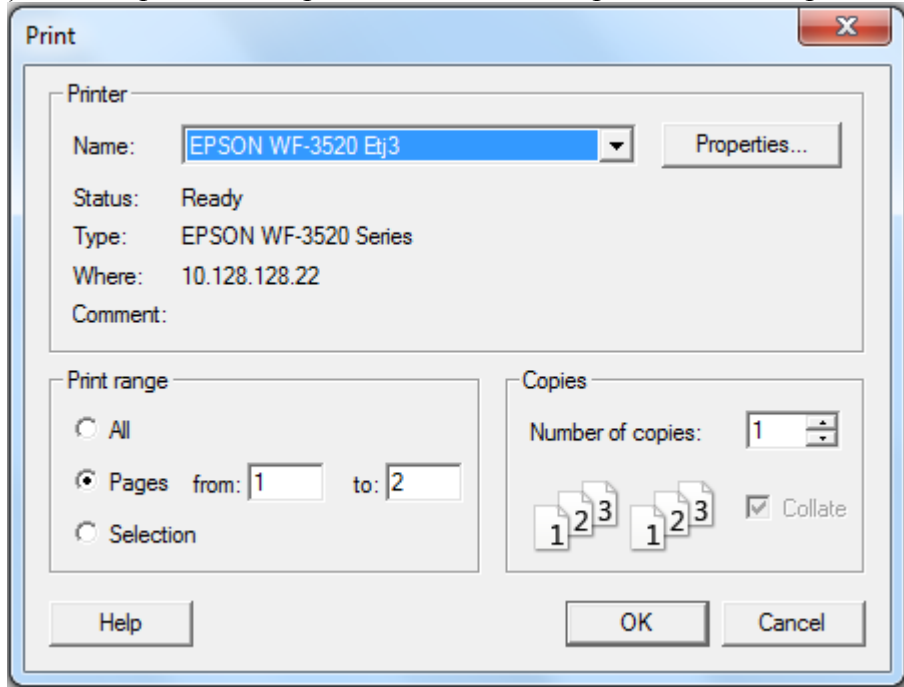 Print
Printer
Name: EPSON WF-3520 Etj3 Properties...
Status: Ready
Type: EPSON WF-3520 Series
Where: 10.128.128.22
Comment:
Print range
All
Pages from: 1 to: 2
Selection
Copies
Number of copies: 1
1 2 3 1 2 3 Collate
Help OK Cancel